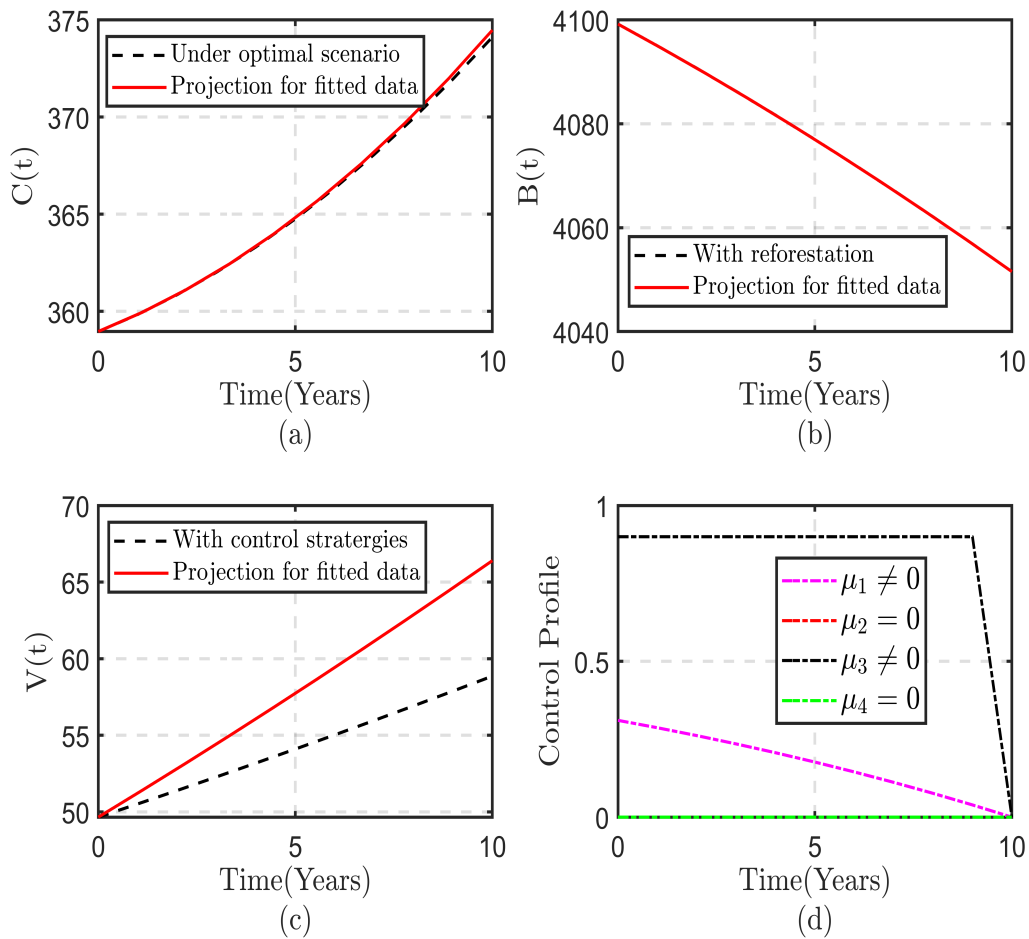 375
370
365
360
C(t)
Under optimal scenario
Projection for fitted data
0 5 10
Time(Years)
(a)
4100
4080
4060
4040
B(t)
With reforestation
Projection for fitted data
0 5 10
Time(Years)
(b)
70
65
60
55
50
V(t)
With control stratergies
Projection for fitted data
0 5 10
Time(Years)
(c)
1
0.5
0
Control Profile
μ₁ ≠ 0
μ₂ = 0
μ₃ ≠ 0
μ₄ = 0
0 5 10
Time(Years)
(d)